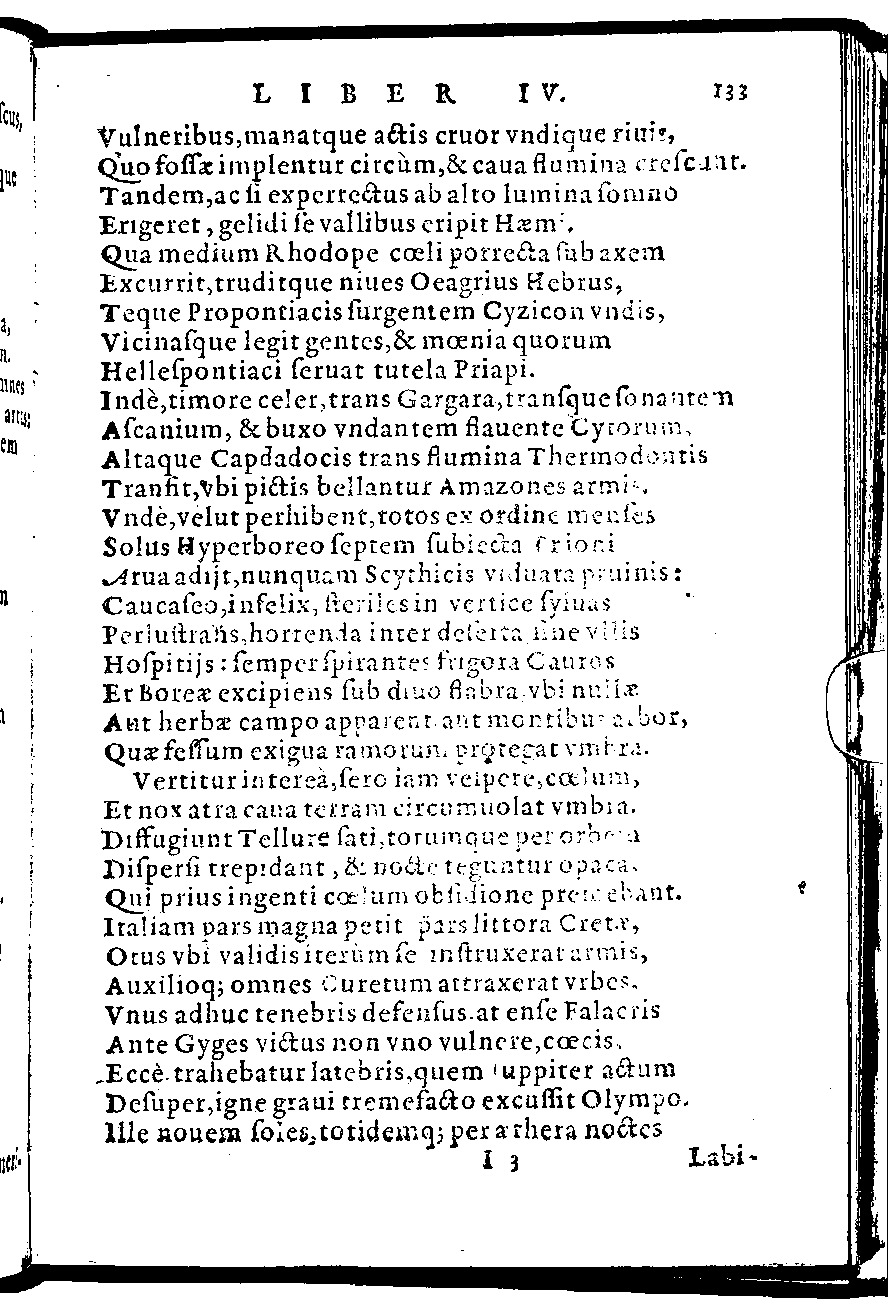 LIBER IV. 133
Vulneribus, manatque actis cruor vndique riuis,
Quo fossæ implentur circùm, & caua flumina crescunt.
Tandem, ac si experrectus ab alto lumina somno
Erigeret, gelidi se vallibus eripit Hæmi.
Qua medium Rhodope cœli porrecta sub axem
Excurrit, truditque niues Oeagrius Hebrus,
Teque Propontiacis surgentem Cyzicon vndis,
Vicinasque legit gentes, & mœnia quorum
Hellespontiaci seruat tutela Priapi.
Indè, timore celer, trans Gargara, transque sonantem
Ascanium, & buxo vndantem flauente Cytorum,
Altaque Capdadocis trans flumina Thermodontis
Transit, vbi pictis bellantur Amazones armis.
Vndè, velut perhibent, totos ex ordine menses
Solus Hyperboreo septem subiecta Trioni
Arua adijt, nunquam Scythicis viduata pruinis:
Caucaseo, infelix, steriles in vertice syluas
Perlustrans, horrenda inter deserta sine vllis
Hospitijs: semper spirantes frigora Cauros
Et Boreæ excipiens sub diuo flabra, vbi nullæ
Aut herbæ campo apparent aut montibus arbor,
Quæ fessum exigua ramorum protegat vmbra.
Vertitur intereà, sero iam vespere, cœlum,
Et nox atra caua terram circumuolat vmbra.
Diffugiunt Tellure sati, totumque per orbem
Dispersi trepidant, & nocte teguntur opaca.
Qui prius ingenti cœlum obsidione premebant.
Italiam pars magna petit pars littora Cretæ,
Otus vbi validis iterùm se instruxerat armis,
Auxilioq; omnes Curetum attraxerat vrbes.
Vnus adhuc tenebris defensus. at ense Falacris
Ante Gyges victus non vno vulnere, cœcis.
Eccè trahebatur latebris, quem Iuppiter actum
Desuper, igne graui tremefacto excussit Olympo.
Ille nouem soles, totidemq; per æthera noctes
I 3 Labi-